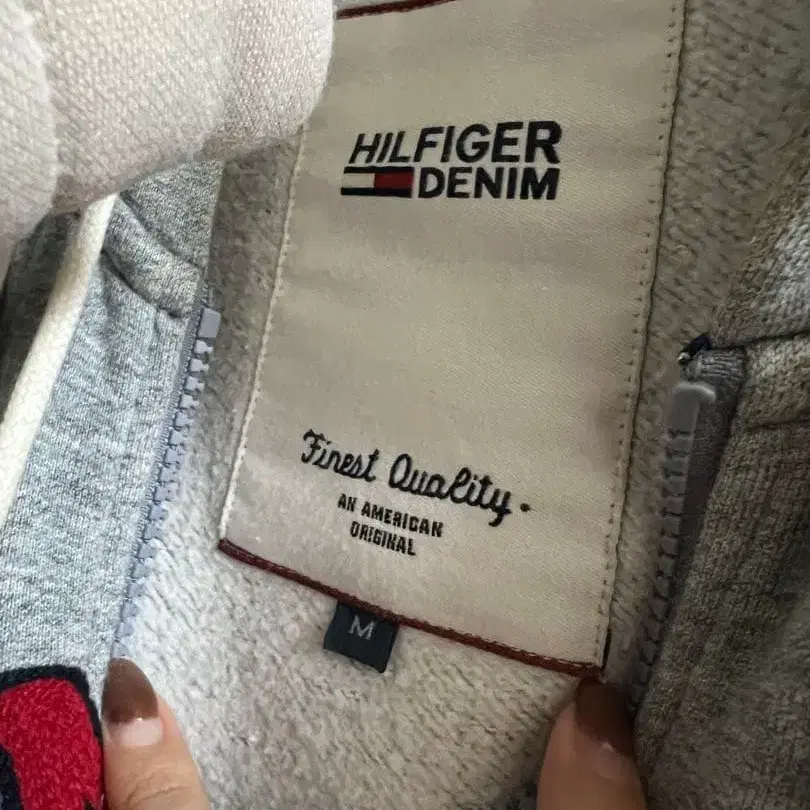 HILFIGER
DENIM
Finest Quality.
AN AMERICAN
ORIGINAL
M